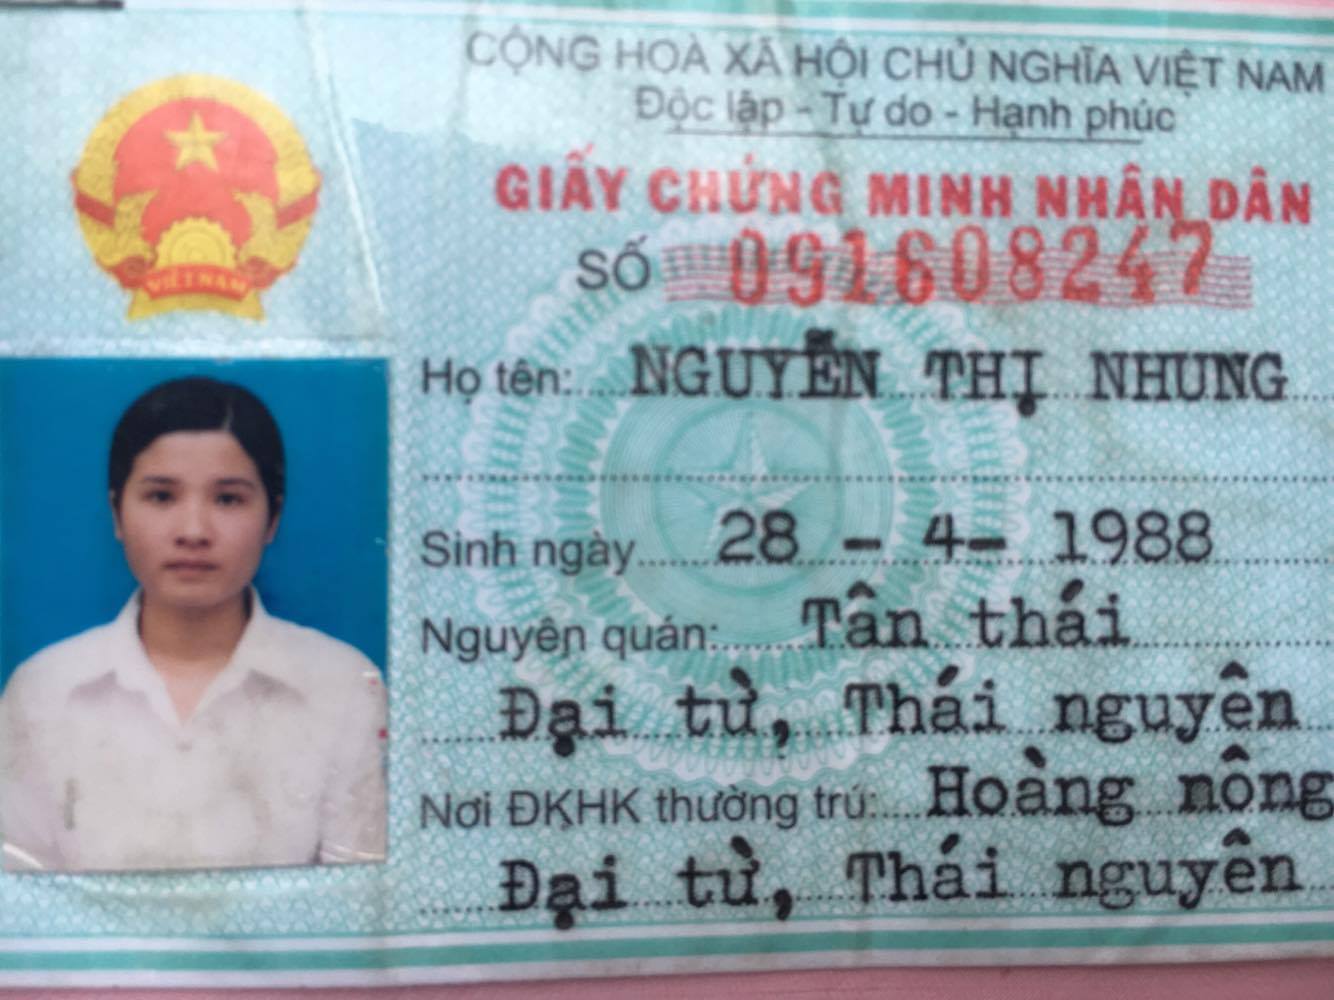 CỘNG HOÀ XÃ HỘI CHỦ NGHĨA VIỆT NAM
Độc lập - Tự do - Hạnh phúc
GIẤY CHỨNG MINH NHÂN DÂN
SỐ 091608247
VIỆT NAM
Họ tên: NGUYỄN THỊ NHUNG
Sinh ngày 28 - 4- 1988
Nguyên quán: Tân thái
Đại từ, Thái nguyên
Nơi ĐKHK thường trú: Hoàng nông
Đại từ, Thái nguyên